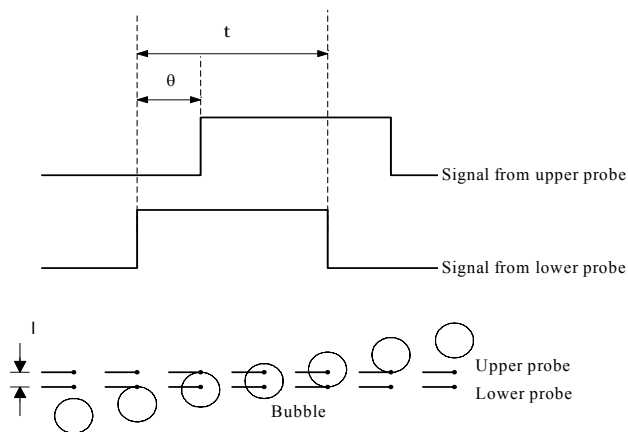 t
θ
Signal from upper probe
Signal from lower probe
l
Upper probe
Lower probe
Bubble